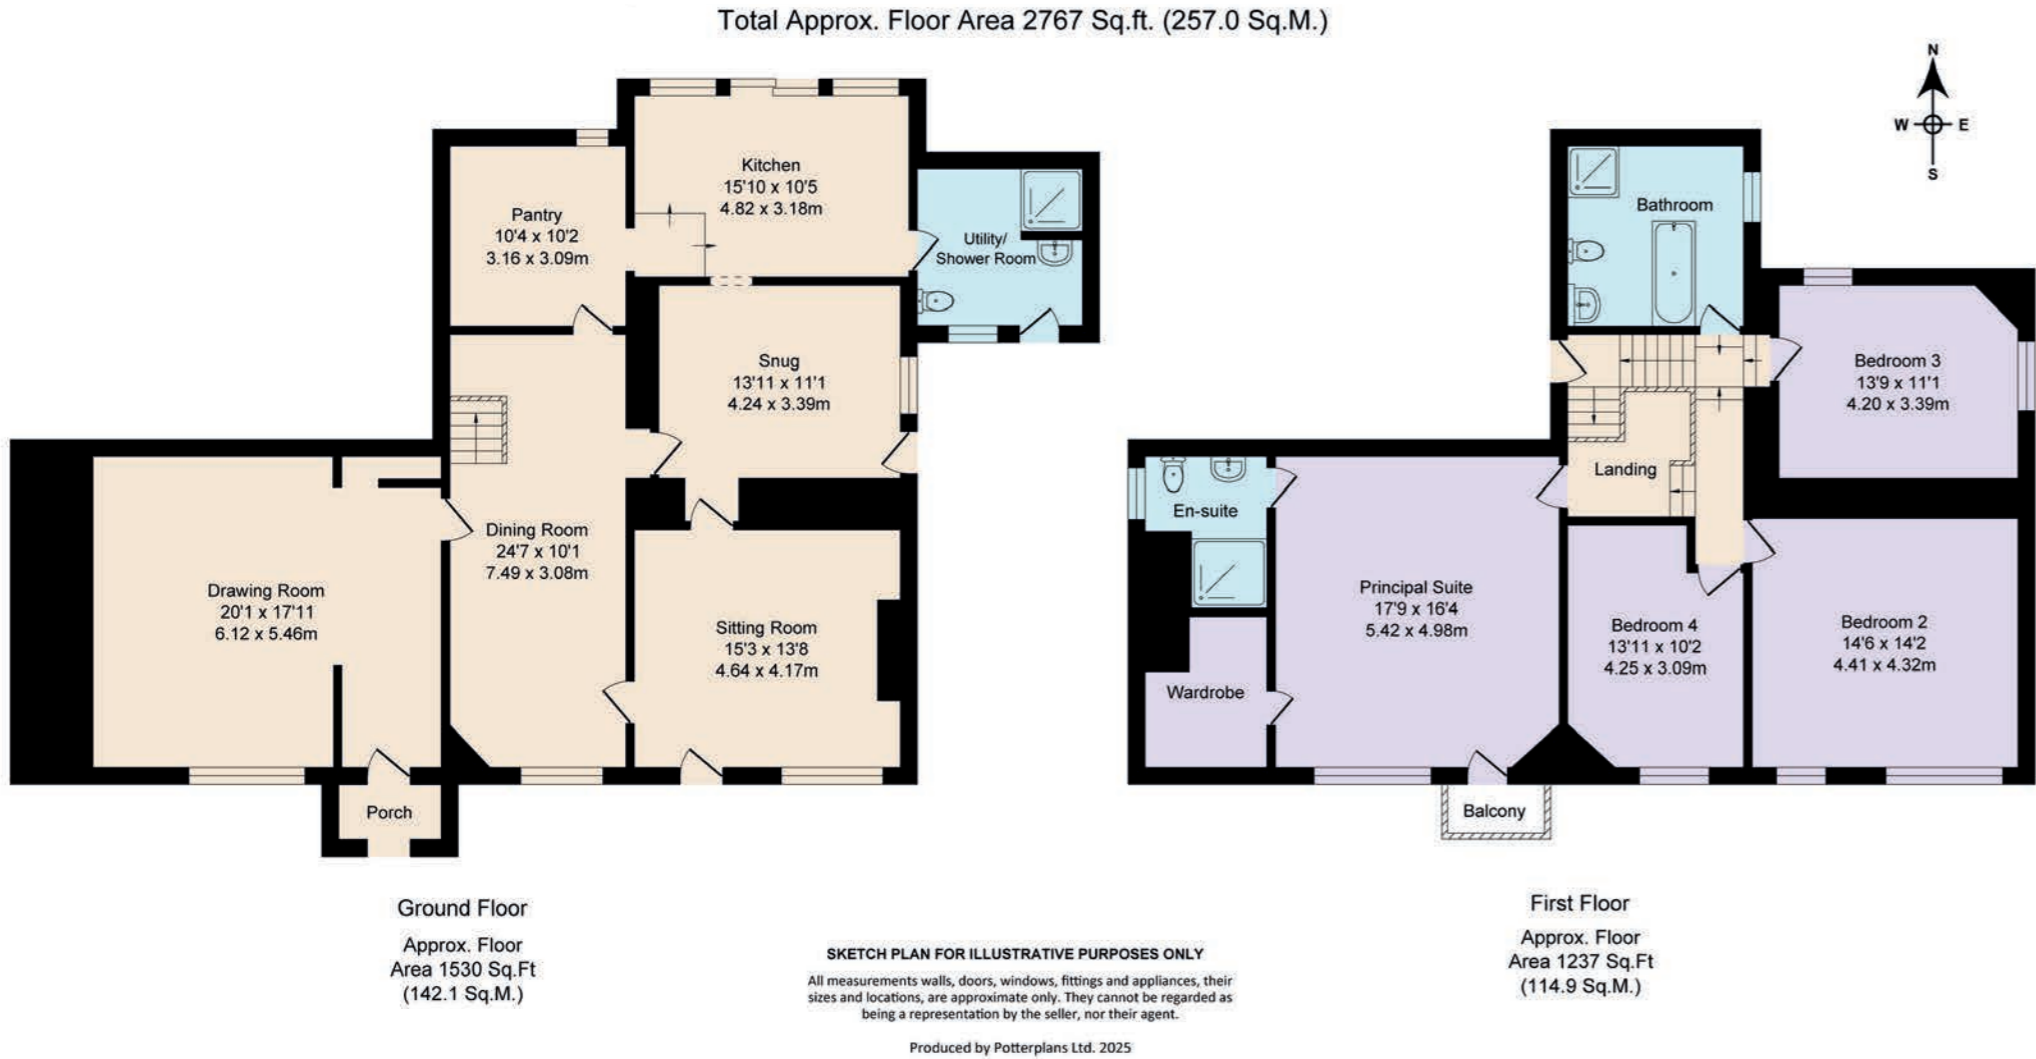 Total Approx. Floor Area 2767 Sq.ft. (257.0 Sq.M.)
N
W
E
S
Kitchen
15'10 x 10'5
4.82 x 3.18m
Pantry
10'4 x 10'2
3.16 x 3.09m
Utility/
Shower Room
Snug
13'11 x 11'1
4.24 x 3.39m
Dining Room
24'7 x 10'1
7.49 x 3.08m
Drawing Room
20'1 x 17'11
6.12 x 5.46m
Sitting Room
15'3 x 13'8
4.64 x 4.17m
Porch
Ground Floor
Approx. Floor
Area 1530 Sq.Ft
(142.1 Sq.M.)
Bathroom
Bedroom 3
13'9 x 11'1
4.20 x 3.39m
Landing
En-suite
Principal Suite
17'9 x 16'4
5.42 x 4.98m
Bedroom 4
13'11 x 10'2
4.25 x 3.09m
Bedroom 2
14'6 x 14'2
4.41 x 4.32m
Wardrobe
Balcony
First Floor
Approx. Floor
Area 1237 Sq.Ft
(114.9 Sq.M.)
SKETCH PLAN FOR ILLUSTRATIVE PURPOSES ONLY
All measurements walls, doors, windows, fittings and appliances, their
sizes and locations, are approximate only. They cannot be regarded as
being a representation by the seller, nor their agent.
Produced by Potterplans Ltd. 2025